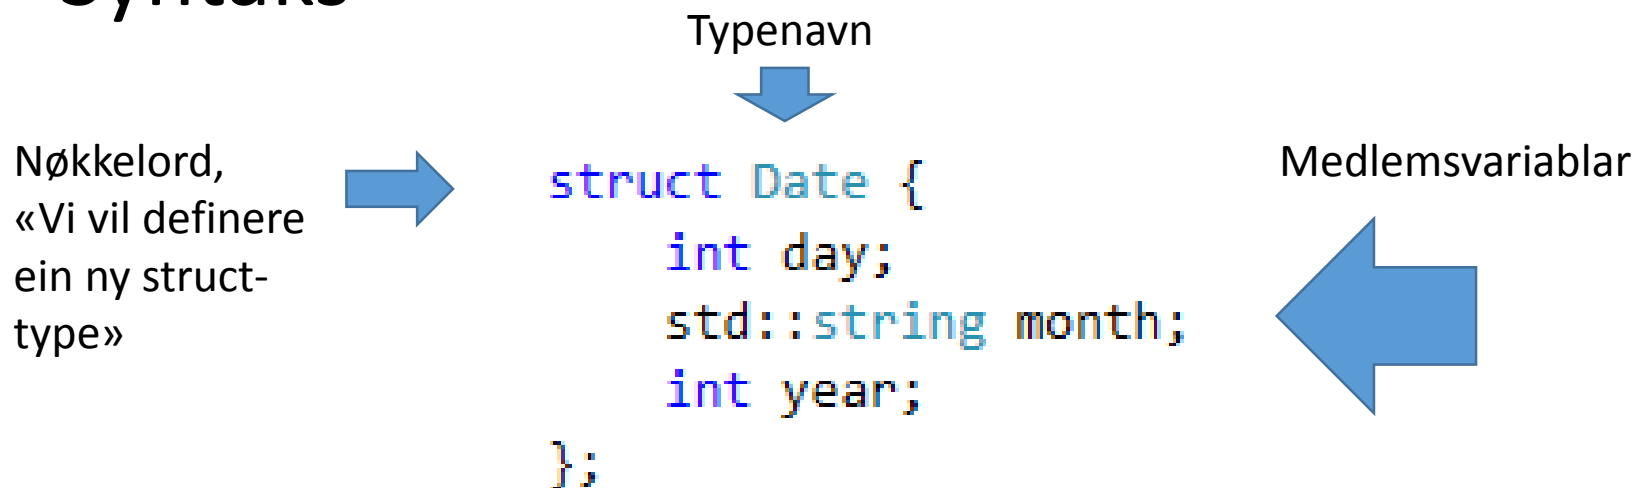 Syntaks
Typenavn
Nøkkelord,
«Vi vil definere
ein ny struct-
type»
struct Date {
int day;
std::string month;
int year;
};
Medlemsvariablar